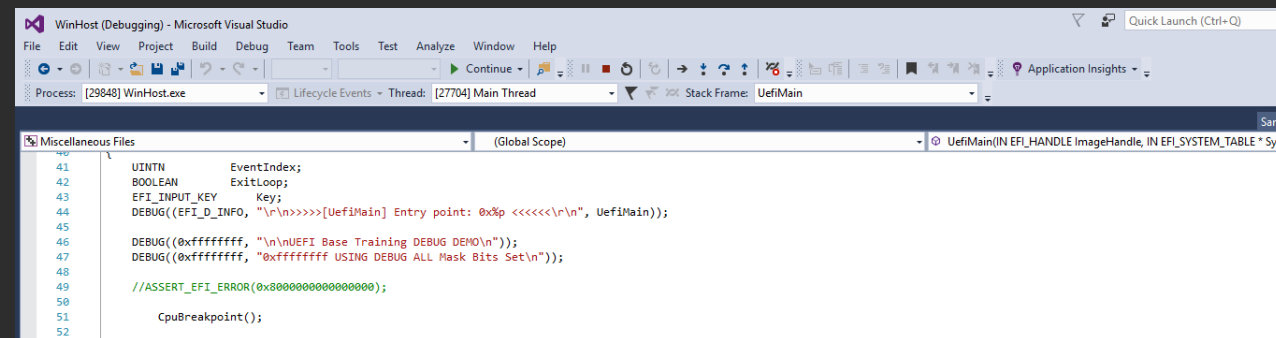 WinHost (Debugging) - Microsoft Visual Studio
Quick Launch (Ctrl+Q)
File Edit View Project Build Debug Team Tools Test Analyze Window Help
Continue Application Insights
Process: [29848] WinHost.exe Lifecycle Events Thread: [27704] Main Thread Stack Frame: UefiMain
Sar
Miscellaneous Files (Global Scope) UefiMain(IN EFI_HANDLE ImageHandle, IN EFI_SYSTEM_TABLE * Sy
40 {
41 UINTN EventIndex;
42 BOOLEAN ExitLoop;
43 EFI_INPUT_KEY Key;
44 DEBUG((EFI_D_INFO, "\r\n>>>>>[UefiMain] Entry point: 0x%p <<<<<<\r\n", UefiMain));
45
46 DEBUG((0xffffffff, "\n\nUEFI Base Training DEBUG DEMO\n"));
47 DEBUG((0xffffffff, "0xffffffff USING DEBUG ALL Mask Bits Set\n"));
48
49 //ASSERT_EFI_ERROR(0x8000000000000000);
50
51 CpuBreakpoint();
52